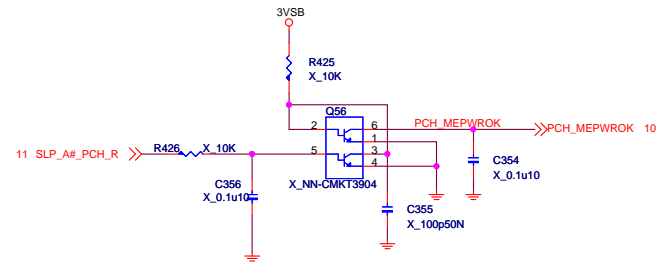 3VSB
R425
X_10K
Q56
2
6
PCH_MEPWROK
PCH_MEPWROK 10
1
11 SLP_A#_PCH_R
R426
X_10K
5
3
4
C354
X_0.1u10
C356
X_0.1u10
X_NN-CMKT3904
C355
X_100p50N